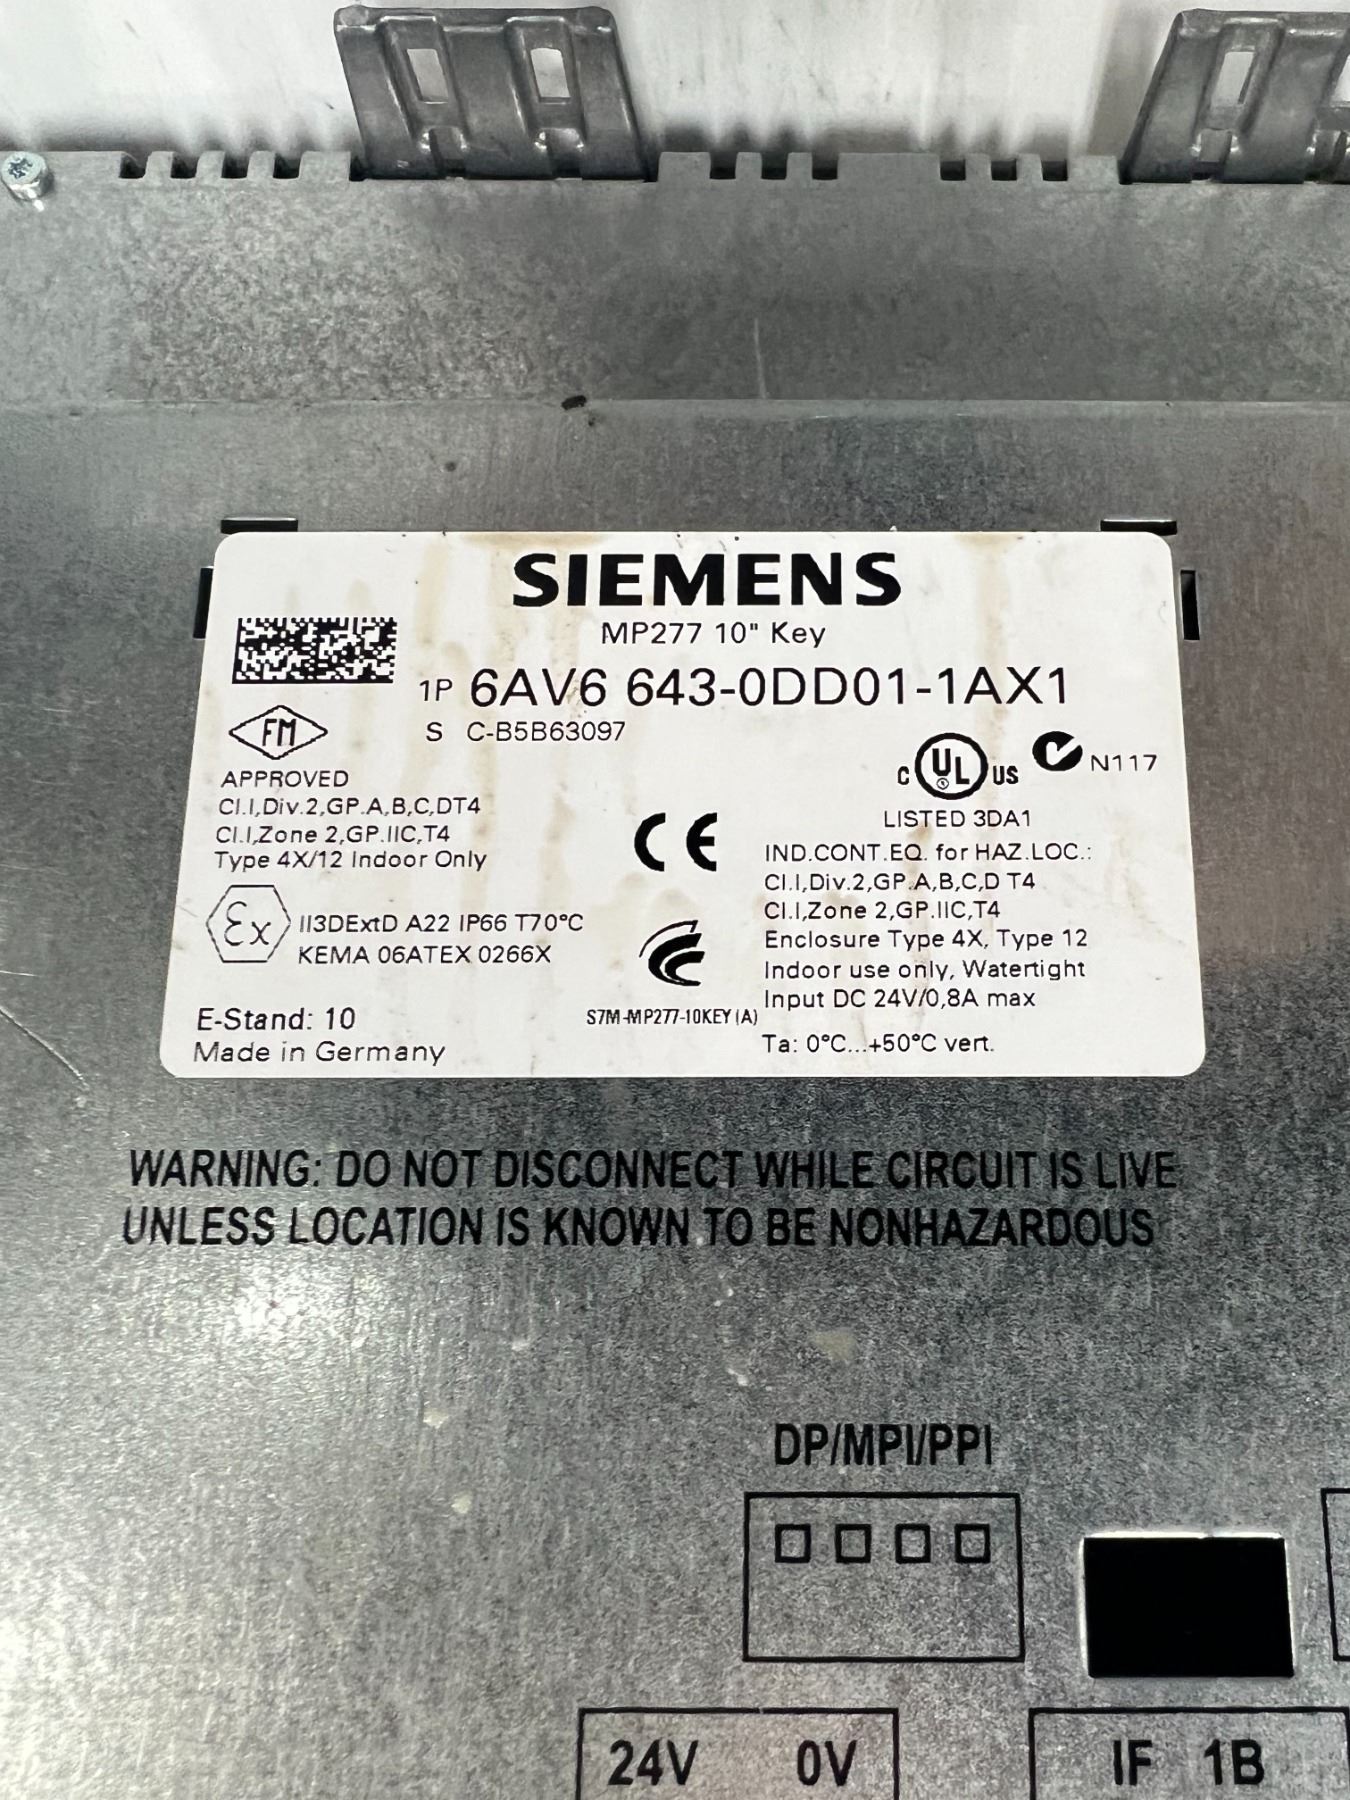 SIEMENS
MP277 10" Key
1P 6AV6 643-0DD01-1AX1
S C-B5B63097
FM
APPROVED
Cl.I,Div.2,GP.A,B,C,DT4
Cl.I,Zone 2,GP.IIC,T4
Type 4X/12 Indoor Only
Ex II3DExtD A22 IP66 T70°C
KEMA 06ATEX 0266X
E-Stand: 10
Made in Germany
CE
S7M-MP277-10KEY(A)
C UL US N117
LISTED 3DA1
IND.CONT.EQ. for HAZ.LOC.:
Cl.I,Div.2,GP.A,B,C,D T4
Cl.I,Zone 2,GP.IIC,T4
Enclosure Type 4X, Type 12
Indoor use only, Watertight
Input DC 24V/0,8A max
Ta: 0°C...+50°C vert.
WARNING: DO NOT DISCONNECT WHILE CIRCUIT IS LIVE
UNLESS LOCATION IS KNOWN TO BE NONHAZARDOUS
DP/MPI/PPI
24V 0V
IF 1B